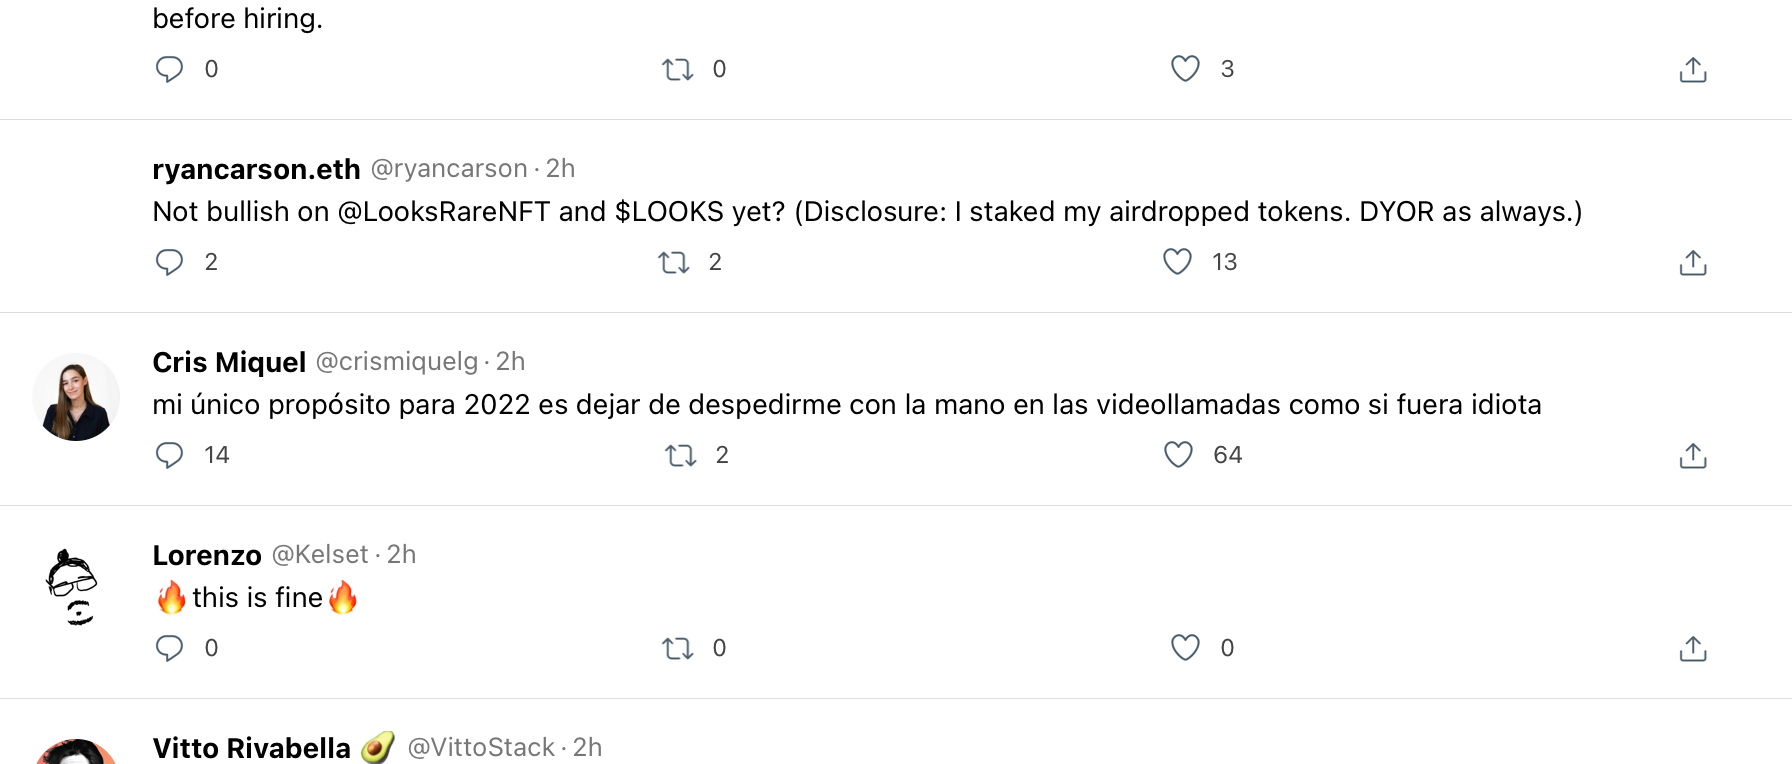 before hiring.
0 0 3
ryancarson.eth @ryancarson · 2h
Not bullish on @LooksRareNFT and $LOOKS yet? (Disclosure: I staked my airdropped tokens. DYOR as always.)
2 2 13
Cris Miquel @crismiquelg · 2h
mi único propósito para 2022 es dejar de despedirme con la mano en las videollamadas como si fuera idiota
14 2 64
Lorenzo @Kelset · 2h
🔥this is fine🔥
0 0 0
Vitto Rivabella 🥑 @VittoStack · 2h